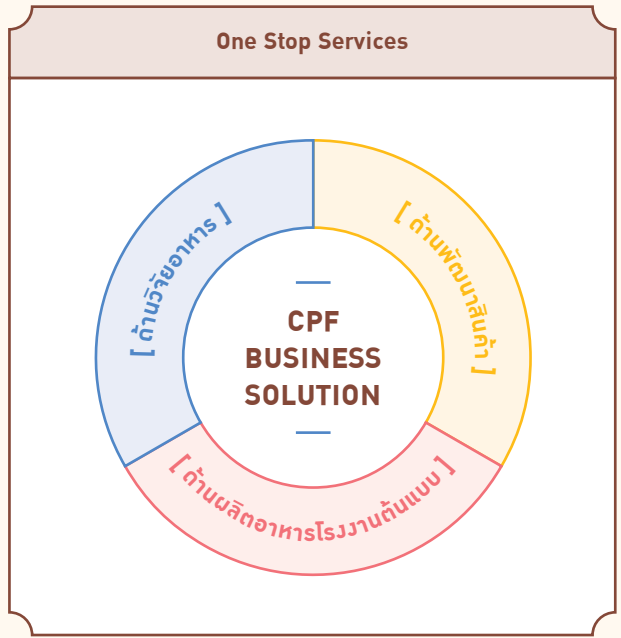 One Stop Services
[ ด้านวิจัยอาหาร ]
[ ด้านพัฒนาสินค้า ]
CPF
BUSINESS
SOLUTION
[ ด้านผลิตอาหารโรงงานต้นแบบ ]